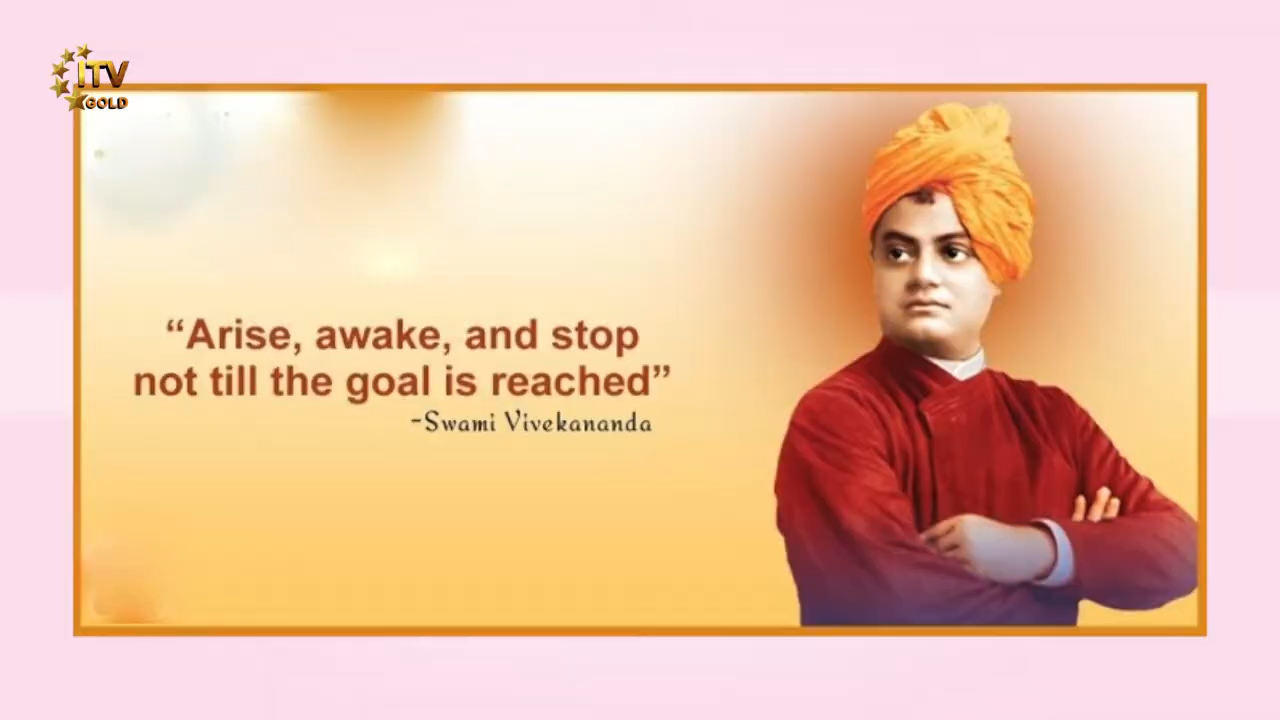 ITV
GOLD
“Arise, awake, and stop
not till the goal is reached”
-Swami Vivekananda